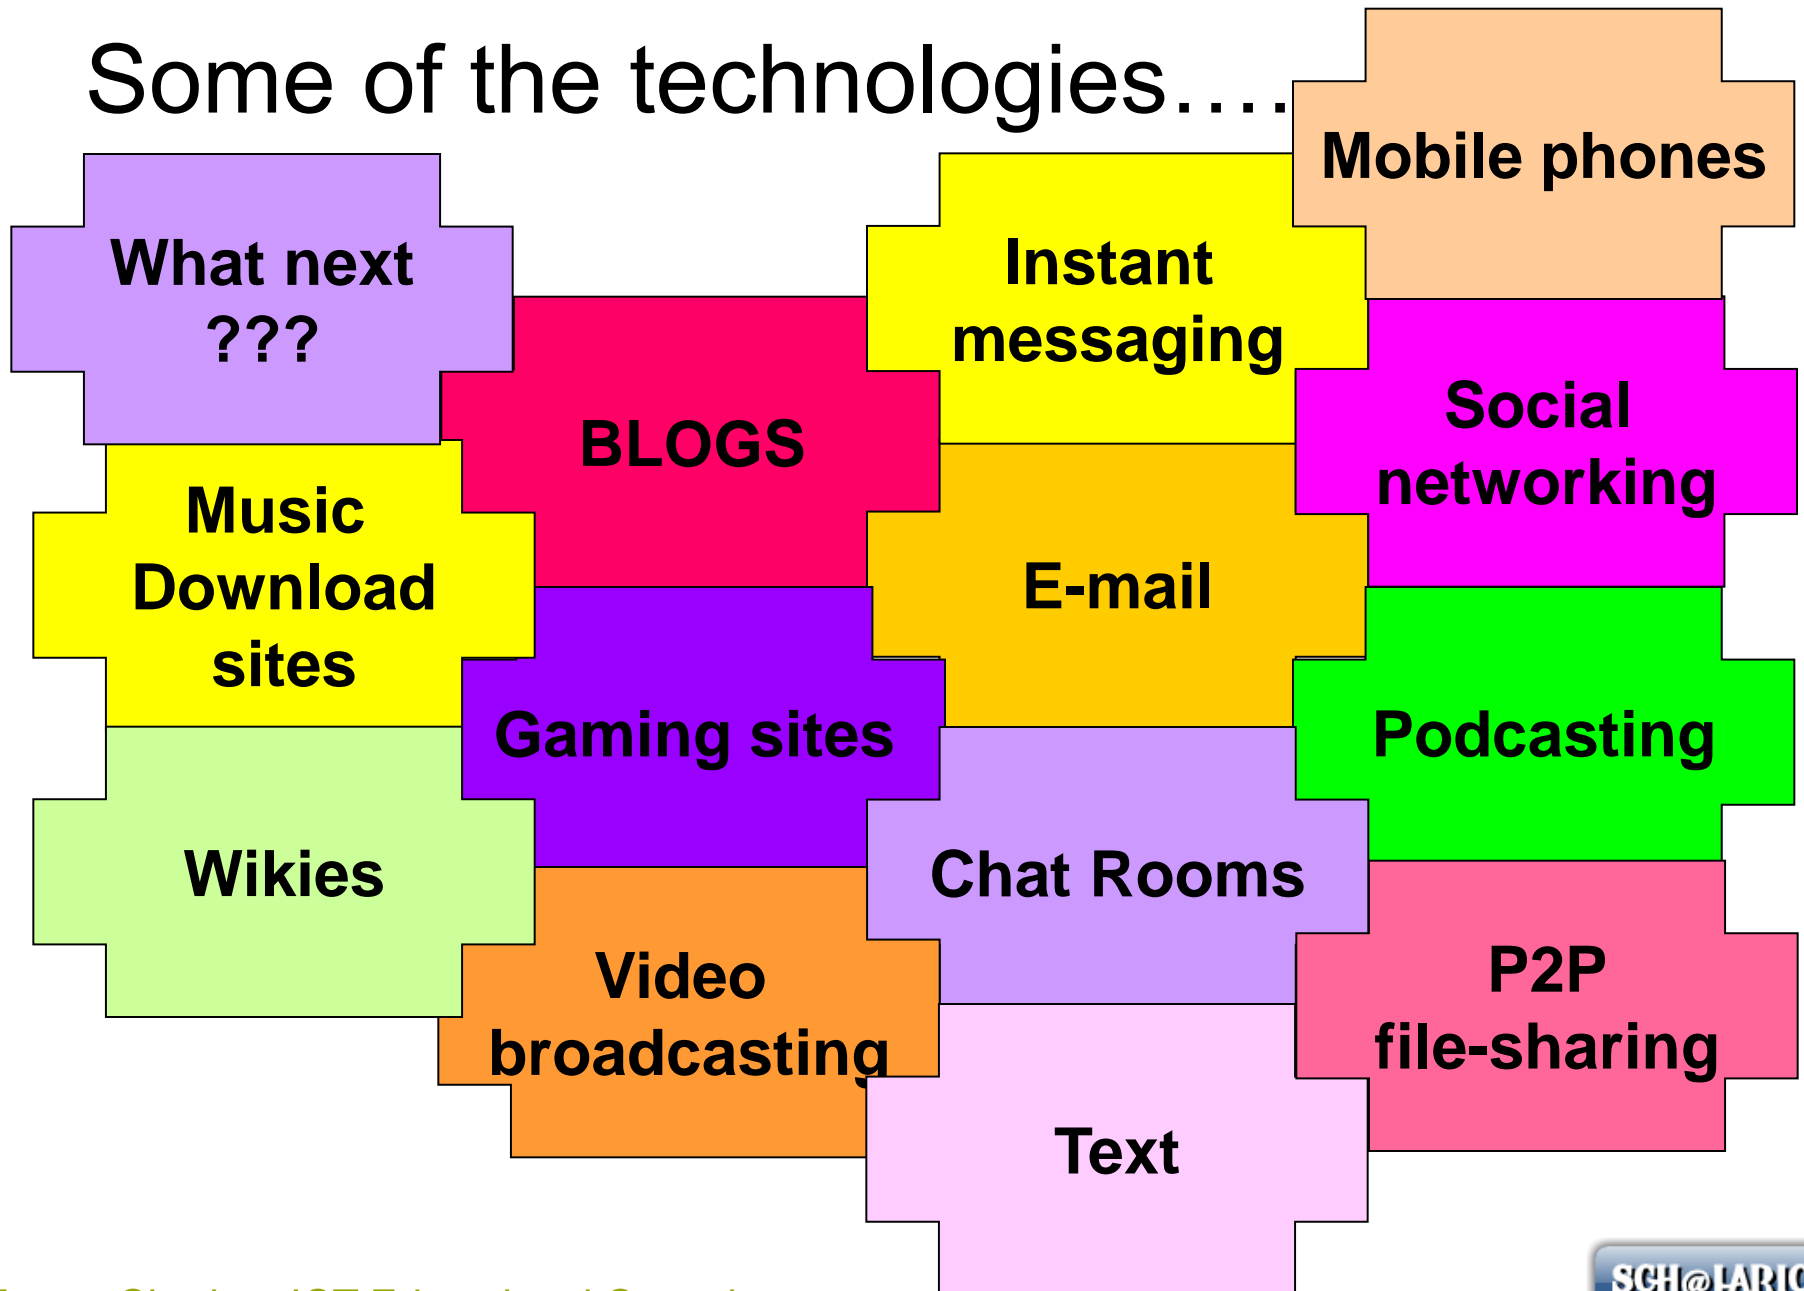 Some of the technologies….
Mobile phones
What next
???
Instant
messaging
BLOGS
Social
networking
Music
Download
sites
E-mail
Gaming sites
Podcasting
Wikies
Chat Rooms
Video
broadcasting
P2P
file-sharing
Text